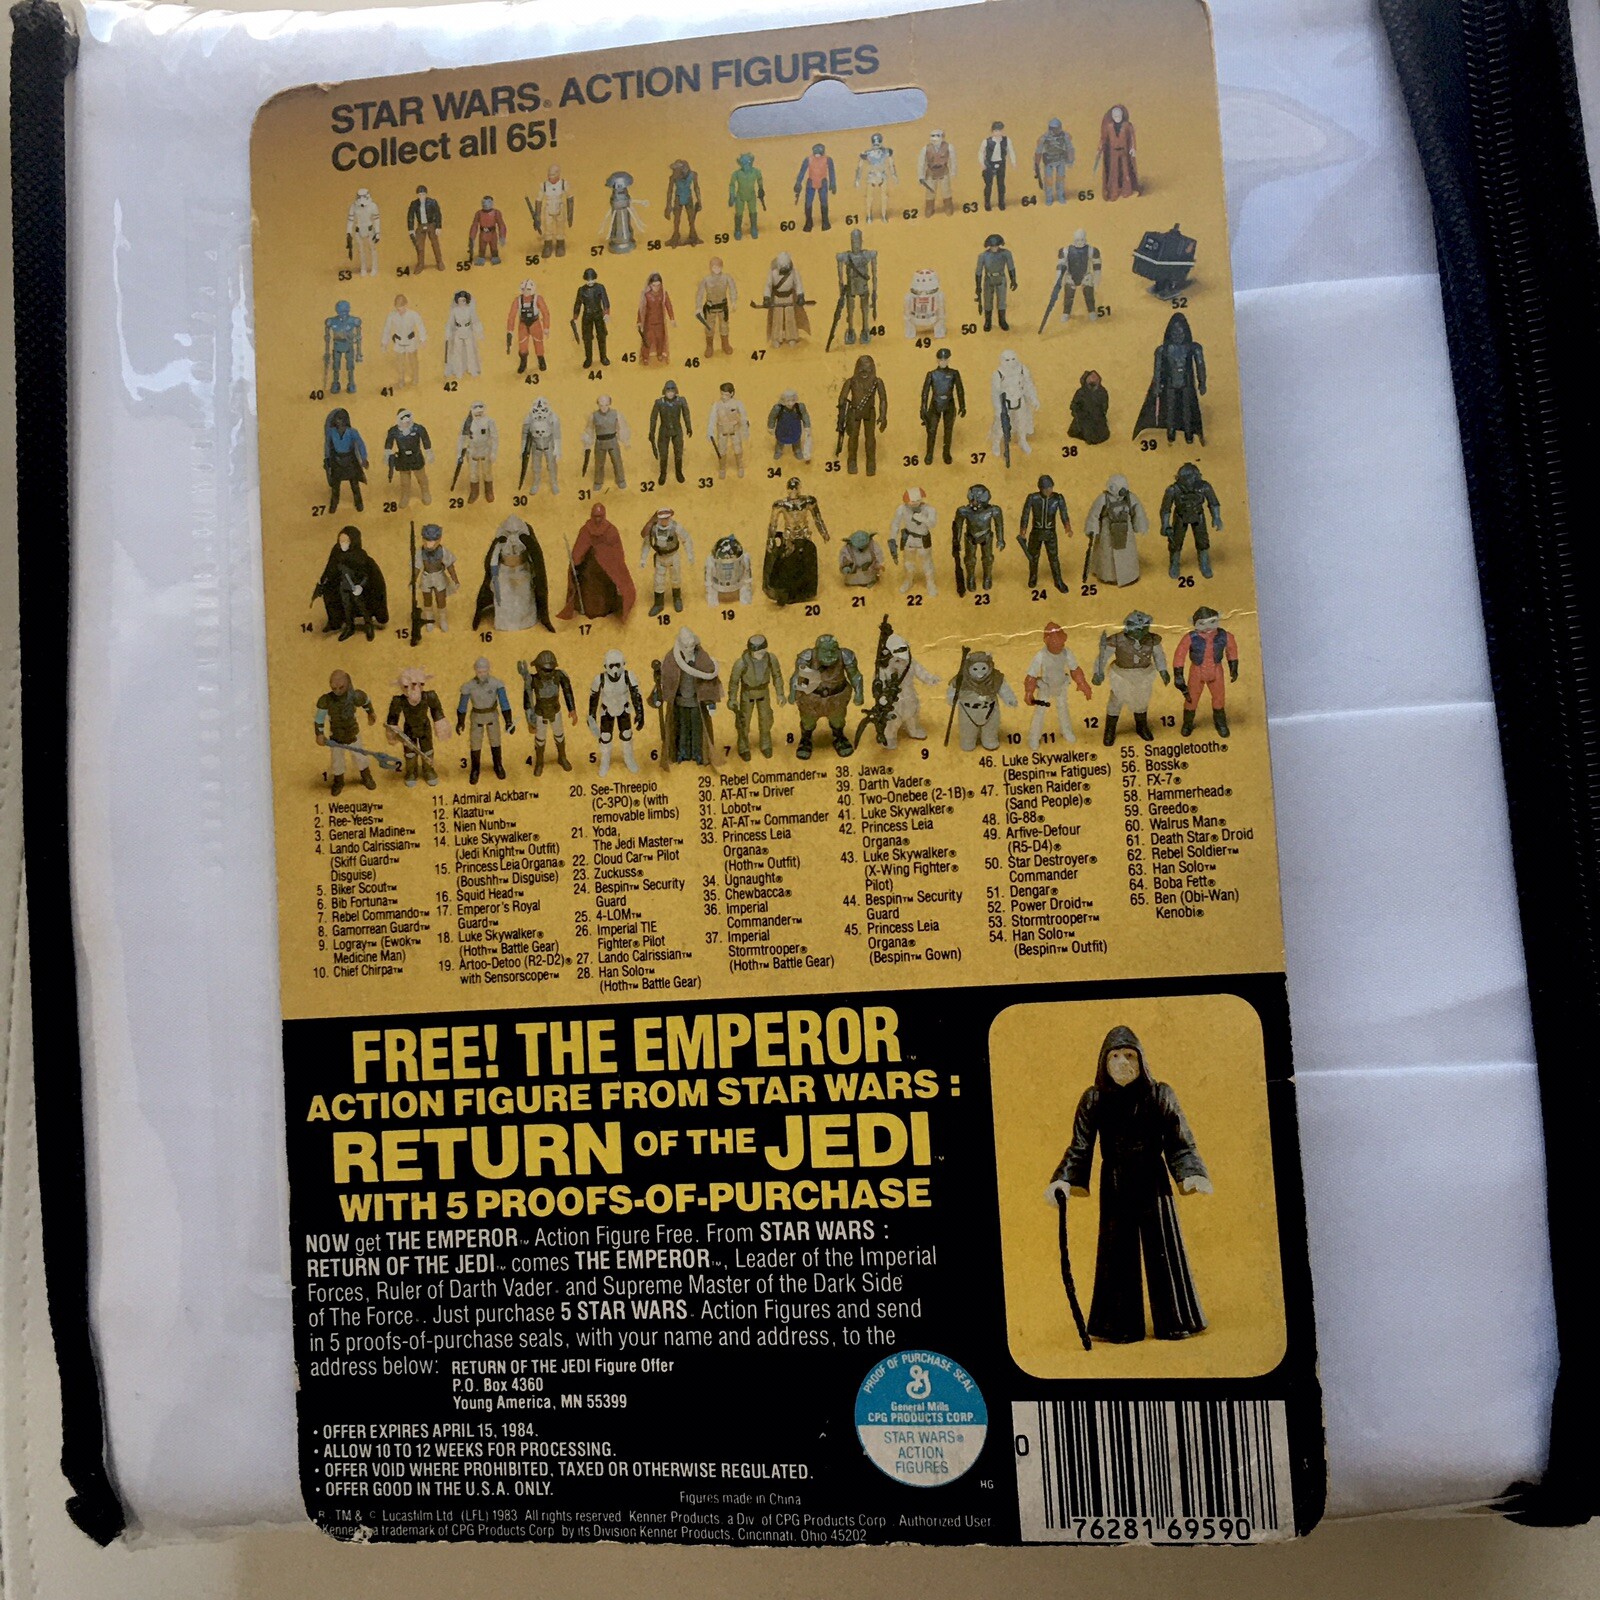 STAR WARS® ACTION FIGURES
Collect all 65!
53 54 55 56 57 58 59 60 61 62 63 64 65
40 41 42 43 44 45 46 47 48 49 50 51 52
27 28 29 30 31 32 33 34 35 36 37 38 39
14 15 16 17 18 19 20 21 22 23 24 25 26
1 2 3 4 5 6 7 8 9 10 11 12 13
1. Weequay™
2. Ree-Yees™
3. General Madine™
4. Lando Calrissian™
(Skiff Guard™
Disguise)
5. Biker Scout™
6. Bib Fortuna™
7. Rebel Commando™
8. Gamorrean Guard™
9. Logray™ (Ewok™
Medicine Man)
10. Chief Chirpa™
11. Admiral Ackbar™
12. Klaatu™
13. Nien Nunb™
14. Luke Skywalker®
(Jedi Knight™ Outfit)
15. Princess Leia Organa®
(Boushh™ Disguise)
16. Squid Head™
17. Emperor's Royal
Guard™
18. Luke Skywalker®
(Hoth™ Battle Gear)
19. Artoo-Detoo (R2-D2)®
with Sensorscope™
20. See-Threepio
(C-3PO)® (with
removable limbs)
21. Yoda,
The Jedi Master™
22. Cloud Car™ Pilot
23. Zuckuss®
24. Bespin™ Security
Guard
25. 4-LOM™
26. Imperial TIE
Fighter® Pilot
27. Lando Calrissian™
28. Han Solo™
(Hoth™ Battle Gear)
29. Rebel Commander™
30. AT-AT™ Driver
31. Lobot™
32. AT-AT™ Commander
33. Princess Leia
Organa®
(Hoth™ Outfit)
34. Ugnaught®
35. Chewbacca®
36. Imperial
Commander™
37. Imperial
Stormtrooper®
(Hoth™ Battle Gear)
38. Jawa®
39. Darth Vader®
40. Two-Onebee (2-1B)®
41. Luke Skywalker®
42. Princess Leia
Organa®
43. Luke Skywalker®
(X-Wing Fighter®
Pilot)
44. Bespin™ Security
Guard
45. Princess Leia
Organa®
(Bespin™ Gown)
46. Luke Skywalker®
(Bespin™ Fatigues)
47. Tusken Raider®
(Sand People)®
48. IG-88®
49. Arfive-Defour
(R5-D4)®
50. Star Destroyer®
Commander
51. Dengar®
52. Power Droid™
53. Stormtrooper™
54. Han Solo™
(Bespin™ Outfit)
55. Snaggletooth®
56. Bossk®
57. FX-7®
58. Hammerhead®
59. Greedo®
60. Walrus Man®
61. Death Star® Droid
62. Rebel Soldier™
63. Han Solo™
64. Boba Fett®
65. Ben (Obi-Wan)
Kenobi®
FREE! THE EMPEROR™
ACTION FIGURE FROM STAR WARS :
RETURN OF THE JEDI™
WITH 5 PROOFS-OF-PURCHASE
NOW get THE EMPEROR™ Action Figure Free. From STAR WARS :
RETURN OF THE JEDI™ comes THE EMPEROR™, Leader of the Imperial
Forces, Ruler of Darth Vader and Supreme Master of the Dark Side
of The Force. Just purchase 5 STAR WARS Action Figures and send
in 5 proofs-of-purchase seals, with your name and address, to the
address below:
RETURN OF THE JEDI Figure Offer
P.O. Box 4360
Young America, MN 55399
• OFFER EXPIRES APRIL 15, 1984.
• ALLOW 10 TO 12 WEEKS FOR PROCESSING.
• OFFER VOID WHERE PROHIBITED, TAXED OR OTHERWISE REGULATED.
• OFFER GOOD IN THE U.S.A. ONLY.
PROOF OF PURCHASE SEAL
G
General Mills
CPG PRODUCTS CORP.
STAR WARS®
ACTION
FIGURES
HG
Figures made in China
® TM & © Lucasfilm Ltd. (LFL) 1983 All rights reserved. Kenner Products, a Div. of CPG Products Corp. Authorized User.
Kenner a trademark of CPG Products Corp. by its Division Kenner Products, Cincinnati, Ohio 45202
0 76281 69590